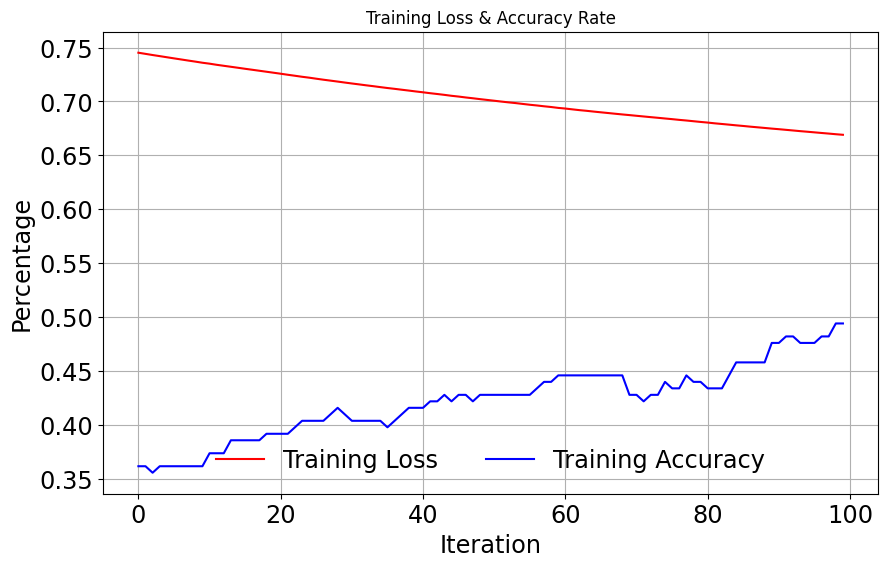 Training Loss & Accuracy Rate
0.75
0.70
0.65
0.60
0.55
0.50
0.45
0.40
0.35
Percentage
Training Loss Training Accuracy
0 20 40 60 80 100
Iteration